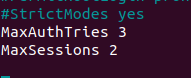 #StrictModes yes
MaxAuthTries 3
MaxSessions 2